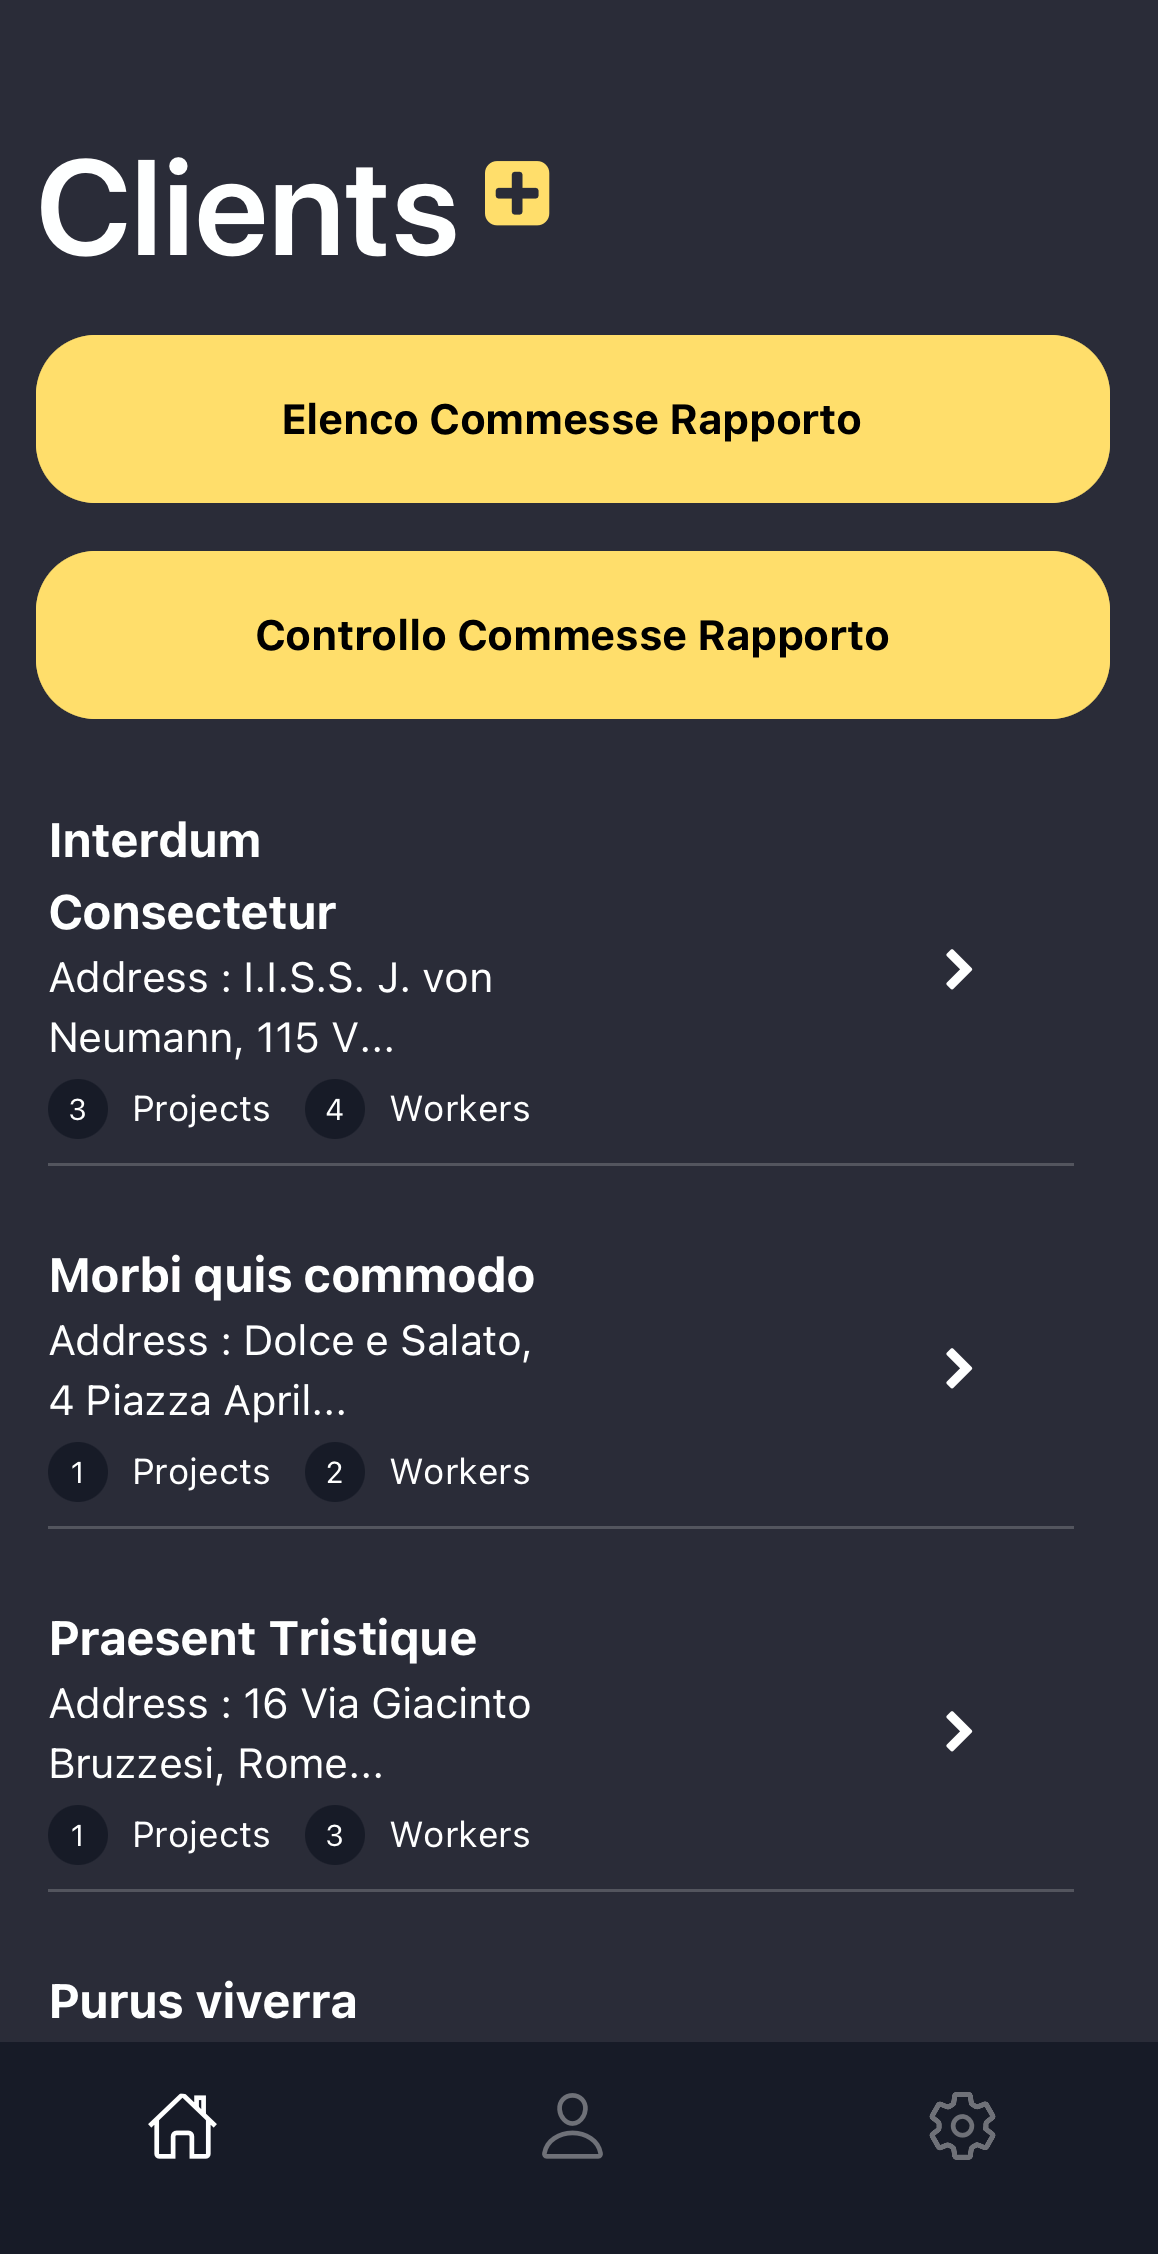 Clients
Elenco Commesse Rapporto
Controllo Commesse Rapporto
Interdum
Consectetur
Address : I.I.S.S. J. von
Neumann, 115 V...
3 Projects 4 Workers
Morbi quis commodo
Address : Dolce e Salato,
4 Piazza April...
1 Projects 2 Workers
Praesent Tristique
Address : 16 Via Giacinto
Bruzzesi, Rome...
1 Projects 3 Workers
Purus viverra